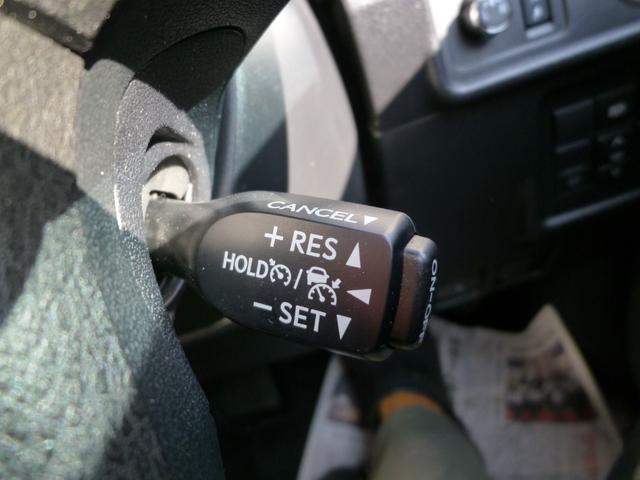 CANCEL
+ RES
HOLD /
− SET
ON-OFF